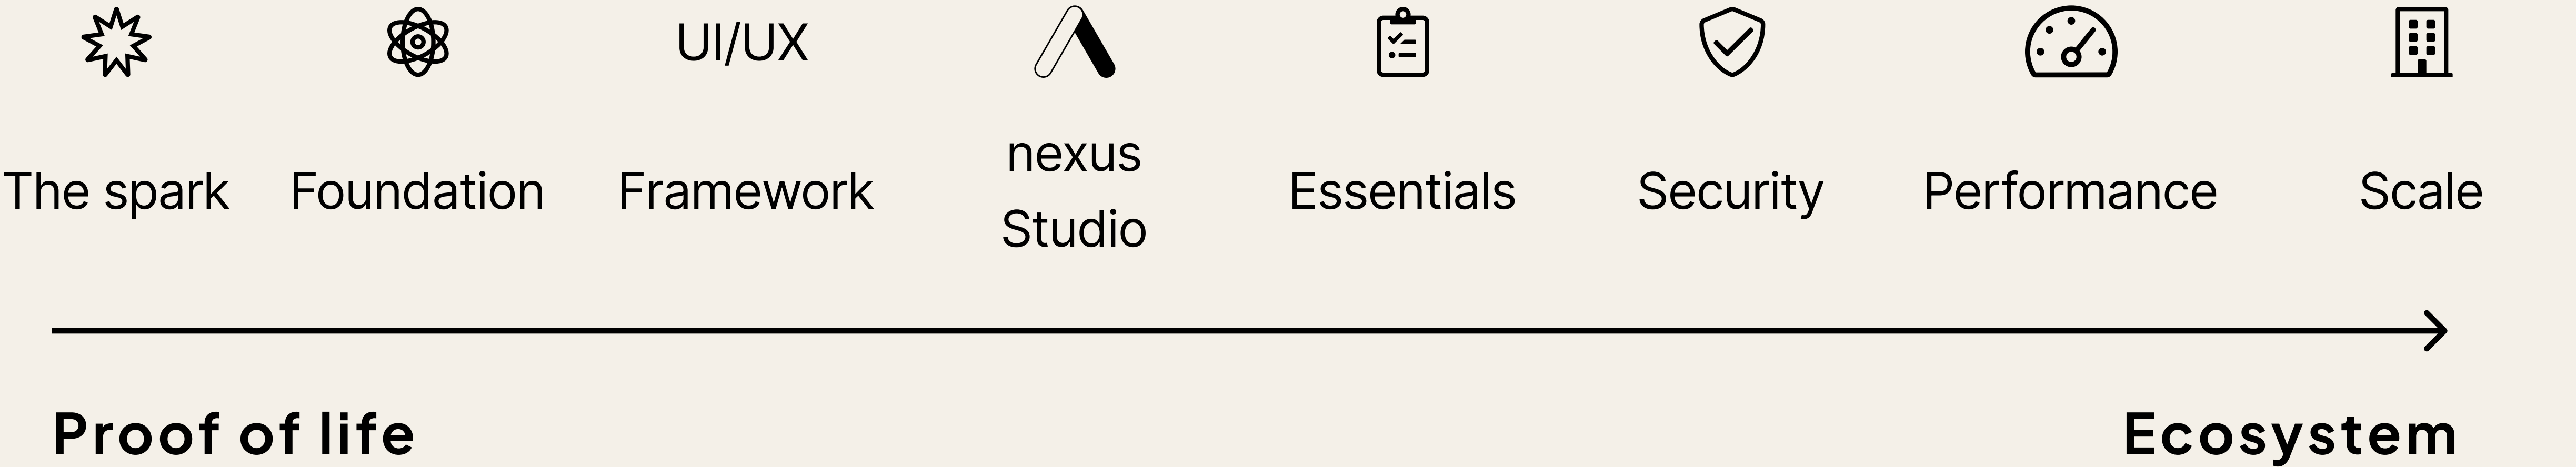 UI/UX
The spark
Foundation
Framework
nexus
Studio
Essentials
Security
Performance
Scale
Proof of life
Ecosystem